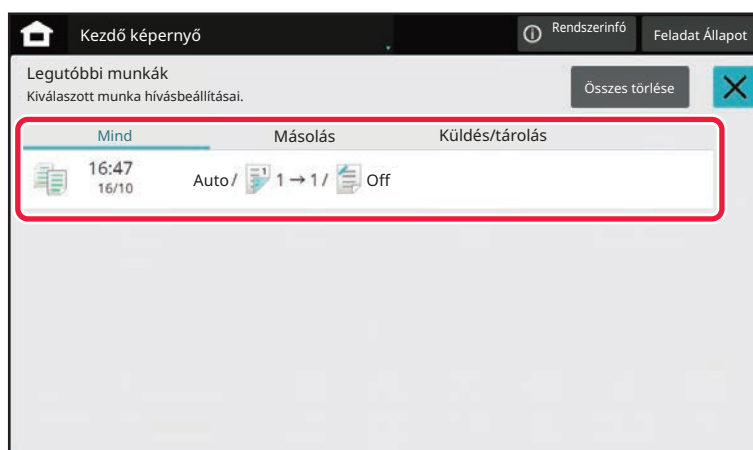 Kezdő képernyő
Rendszerinfó
Feladat Állapot
Legutóbbi munkák
Kiválaszott munka hívásbeállításai.
Összes törlése
Mind Másolás Küldés/tárolás
16:47
16/10
Auto / 1 → 1 / Off